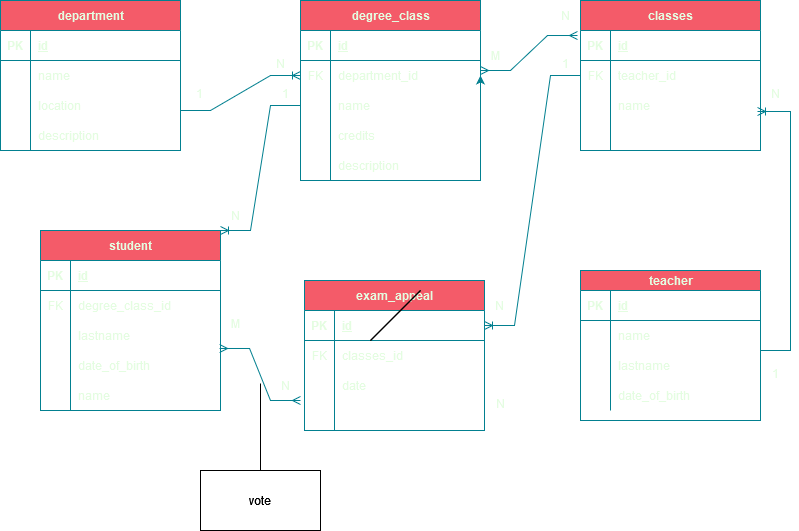 department
PK id
name
location
description
degree_class
PK id
FK department_id
name
credits
description
classes
PK id
FK teacher_id
name
1
N
1
M
N
1
N
student
PK id
FK degree_class_id
lastname
date_of_birth
name
N
M
N
exam_appeal
PK id
FK classes_id
date
N
N
teacher
PK id
name
lastname
date_of_birth
1
vote